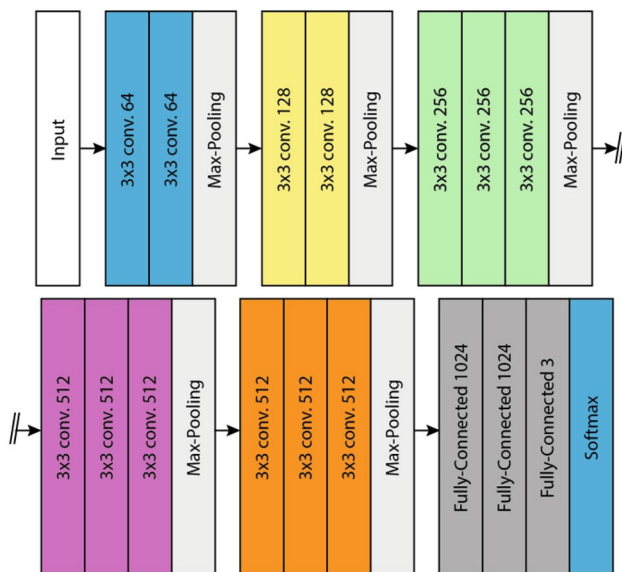 Input
3x3 conv. 64
3x3 conv. 64
Max-Pooling
3x3 conv. 128
3x3 conv. 128
Max-Pooling
3x3 conv. 256
3x3 conv. 256
3x3 conv. 256
Max-Pooling
3x3 conv. 512
3x3 conv. 512
3x3 conv. 512
Max-Pooling
3x3 conv. 512
3x3 conv. 512
3x3 conv. 512
Max-Pooling
Fully-Connected 1024
Fully-Connected 1024
Fully-Connected 3
Softmax